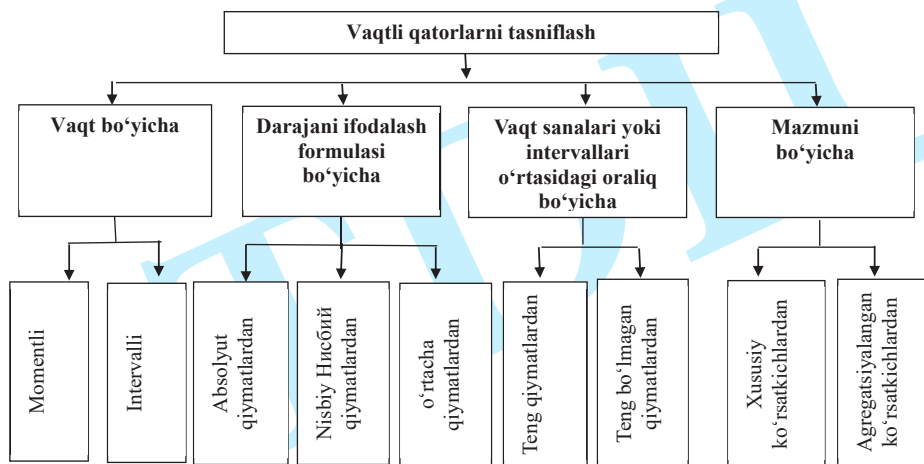 Vaqtli qatorlarni tasniflash
Vaqt bo‘yicha
Darajani ifodalash
formulasi
bo‘yicha
Vaqt sanalari yoki
intervallari
o‘rtasidagi oraliq
bo‘yicha
Mazmuni
bo‘yicha
Momentli
Intervalli
Absolyut
qiymatlardan
Nisbiy Нисбий
qiymatlardan
o‘rtacha
qiymatlardan
Teng qiymatlardan
Teng bo‘lmagan
qiymatlardan
Xususiy
ko‘rsatkichlardan
Agregatsiyalangan
ko‘rsatkichlardan